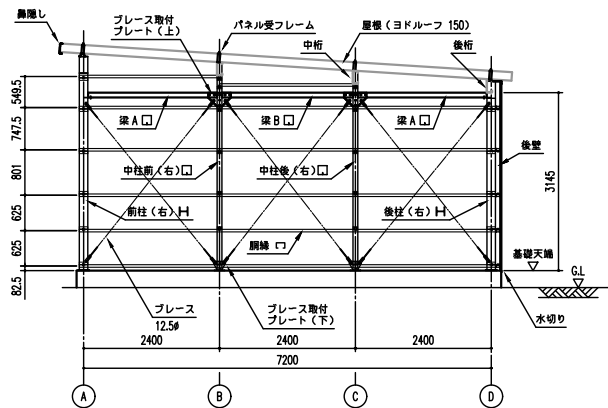 鼻隠し
ブレース取付
プレート(上)
パネル受フレーム
中桁
屋根(ヨドルーフ 150)
後桁
549.5
747.5
801
625
625
82.5
梁A
梁B
梁A
中柱前(右)
中柱後(右)
後壁
3145
前柱(右)
後柱(右)
胴縁
基礎天端
G.L
ブレース
12.5φ
ブレース取付
プレート(下)
水切り
2400
2400
2400
7200
A
B
C
D